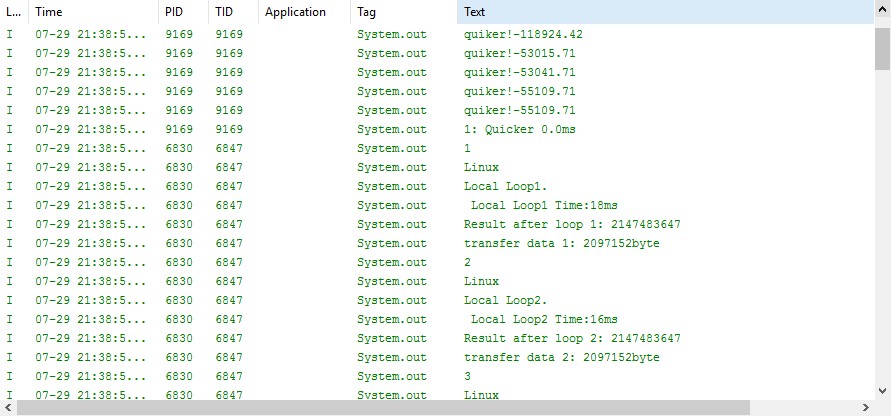 L... Time PID TID Application Tag Text
I 07-29 21:38:5... 9169 9169 System.out quiker!-118924.42
I 07-29 21:38:5... 9169 9169 System.out quiker!-53015.71
I 07-29 21:38:5... 9169 9169 System.out quiker!-53041.71
I 07-29 21:38:5... 9169 9169 System.out quiker!-55109.71
I 07-29 21:38:5... 9169 9169 System.out quiker!-55109.71
I 07-29 21:38:5... 9169 9169 System.out 1: Quicker 0.0ms
I 07-29 21:38:5... 6830 6847 System.out 1
I 07-29 21:38:5... 6830 6847 System.out Linux
I 07-29 21:38:5... 6830 6847 System.out Local Loop1.
I 07-29 21:38:5... 6830 6847 System.out Local Loop1 Time:18ms
I 07-29 21:38:5... 6830 6847 System.out Result after loop 1: 2147483647
I 07-29 21:38:5... 6830 6847 System.out transfer data 1: 2097152byte
I 07-29 21:38:5... 6830 6847 System.out 2
I 07-29 21:38:5... 6830 6847 System.out Linux
I 07-29 21:38:5... 6830 6847 System.out Local Loop2.
I 07-29 21:38:5... 6830 6847 System.out Local Loop2 Time:16ms
I 07-29 21:38:5... 6830 6847 System.out Result after loop 2: 2147483647
I 07-29 21:38:5... 6830 6847 System.out transfer data 2: 2097152byte
I 07-29 21:38:5... 6830 6847 System.out 3
I 07-29 21:38:5... 6830 6847 System.out Linux